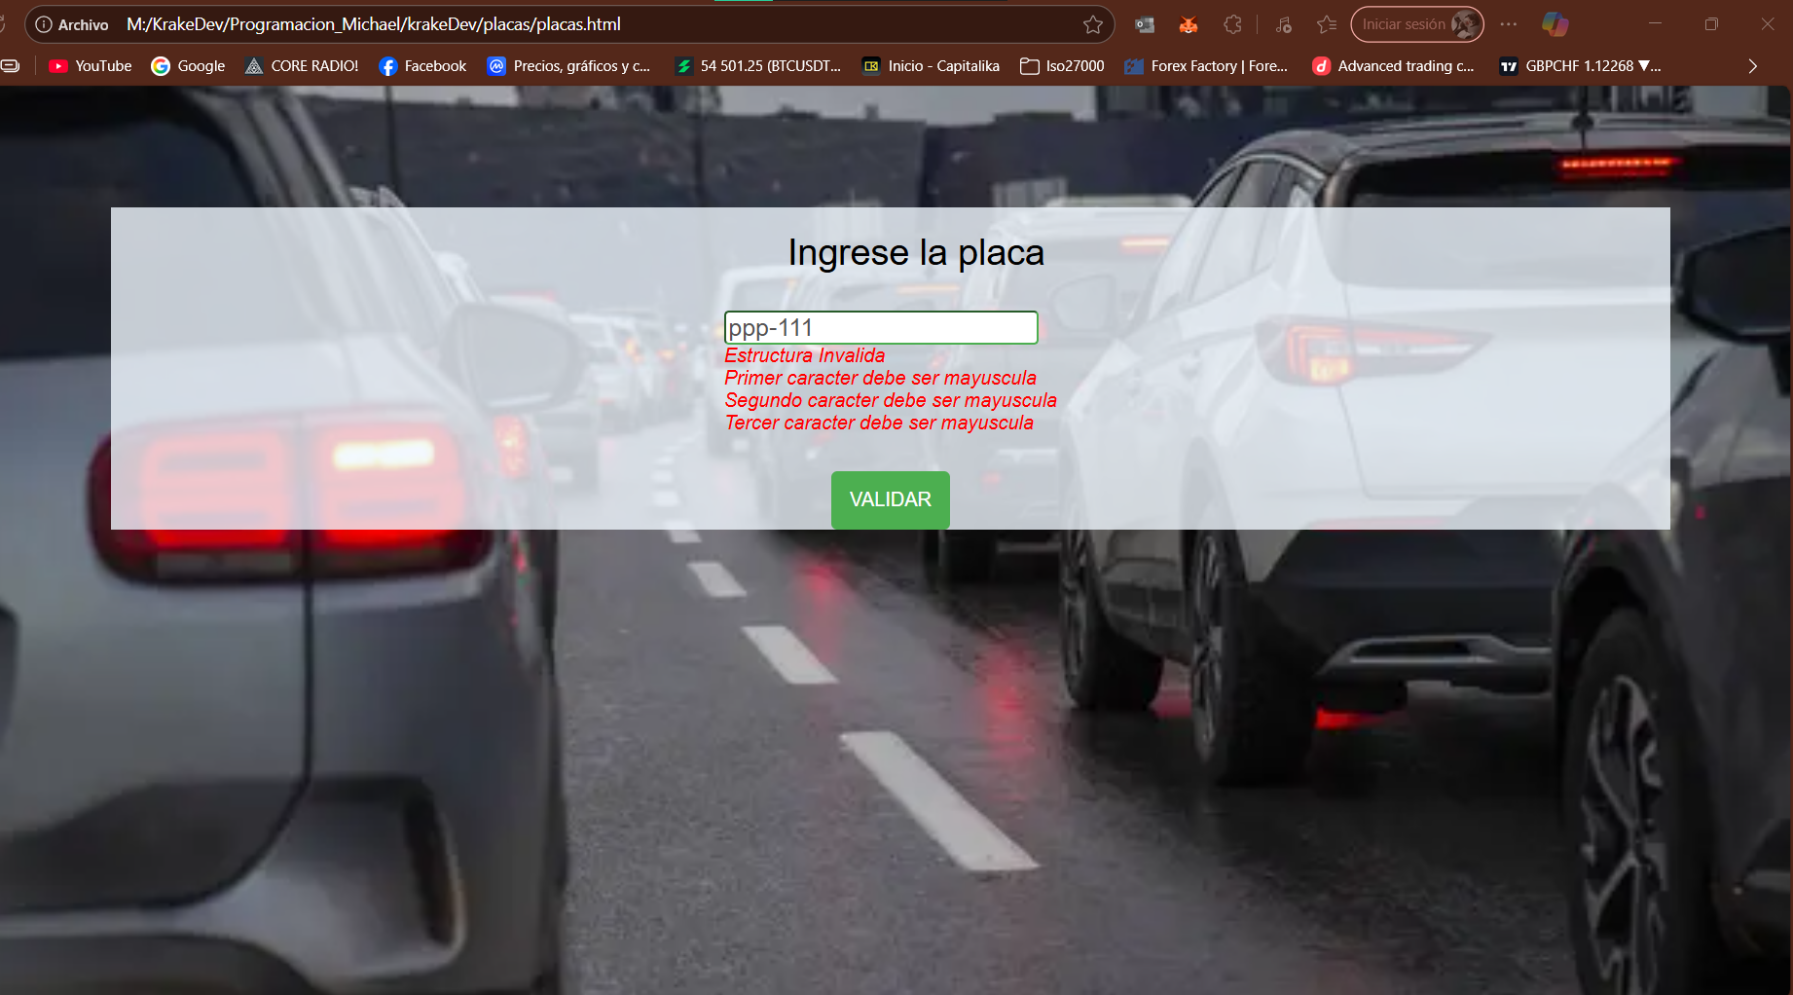 Archivo M:/KrakeDev/Programacion_Michael/krakeDev/placas/placas.html Iniciar sesión
YouTube Google CORE RADIO! Facebook Precios, gráficos y c... 54 501.25 (BTCUSDT... Inicio - Capitalika Iso27000 Forex Factory | Fore... Advanced trading c... GBPCHF 1.12268 ▼...
Ingrese la placa
ppp-111
Estructura Invalida
Primer caracter debe ser mayuscula
Segundo caracter debe ser mayuscula
Tercer caracter debe ser mayuscula
VALIDAR